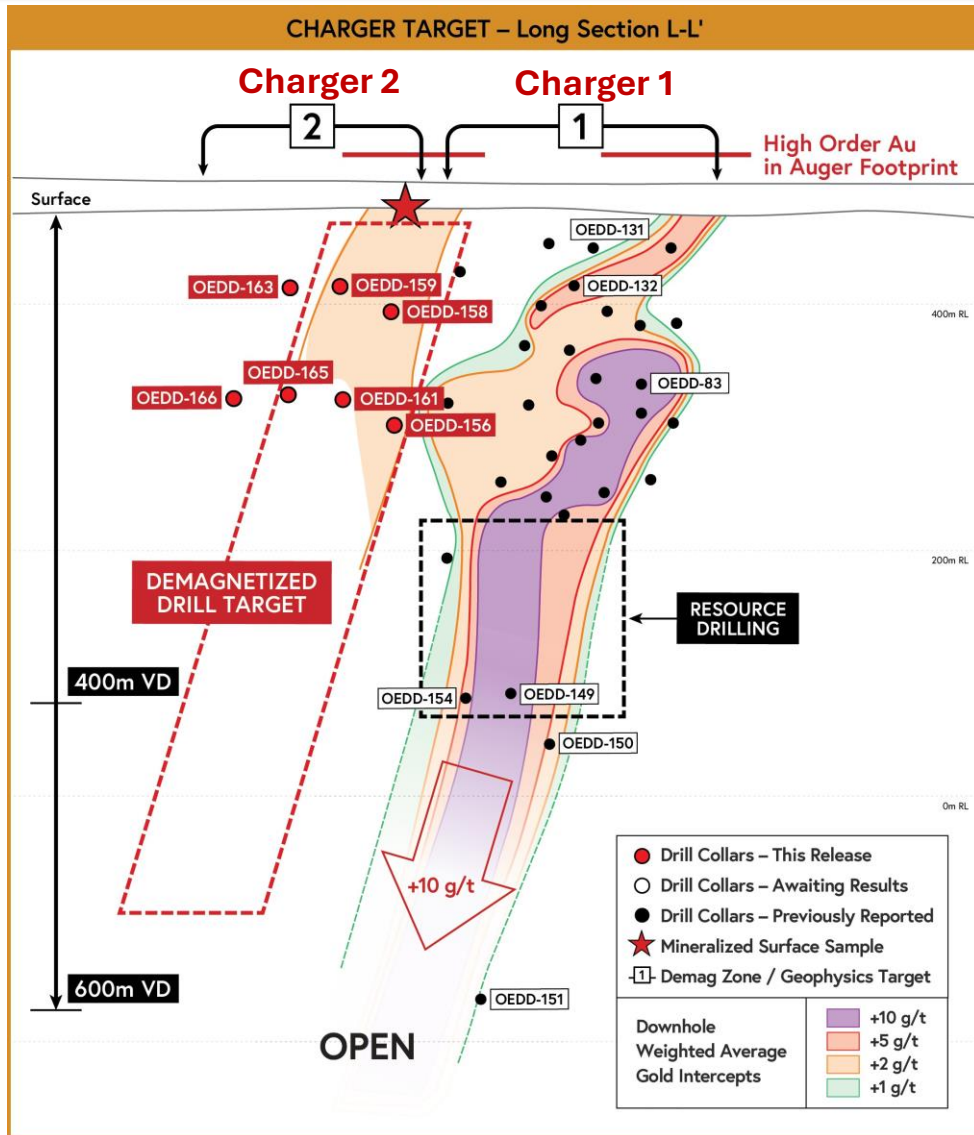 CHARGER TARGET – Long Section L-L'
Charger 2
Charger 1
2
1
High Order Au
in Auger Footprint
Surface
OEDD-131
OEDD-163
OEDD-159
OEDD-132
OEDD-158
400m RL
OEDD-165
OEDD-83
OEDD-166
OEDD-161
OEDD-156
200m RL
DEMAGNETIZED
DRILL TARGET
RESOURCE
DRILLING
400m VD
OEDD-154
OEDD-149
OEDD-150
0m RL
+10 g/t
600m VD
OEDD-151
OPEN
Drill Collars – This Release
Drill Collars – Awaiting Results
Drill Collars – Previously Reported
Mineralized Surface Sample
1 Demag Zone / Geophysics Target
Downhole
Weighted Average
Gold Intercepts
+10 g/t
+5 g/t
+2 g/t
+1 g/t